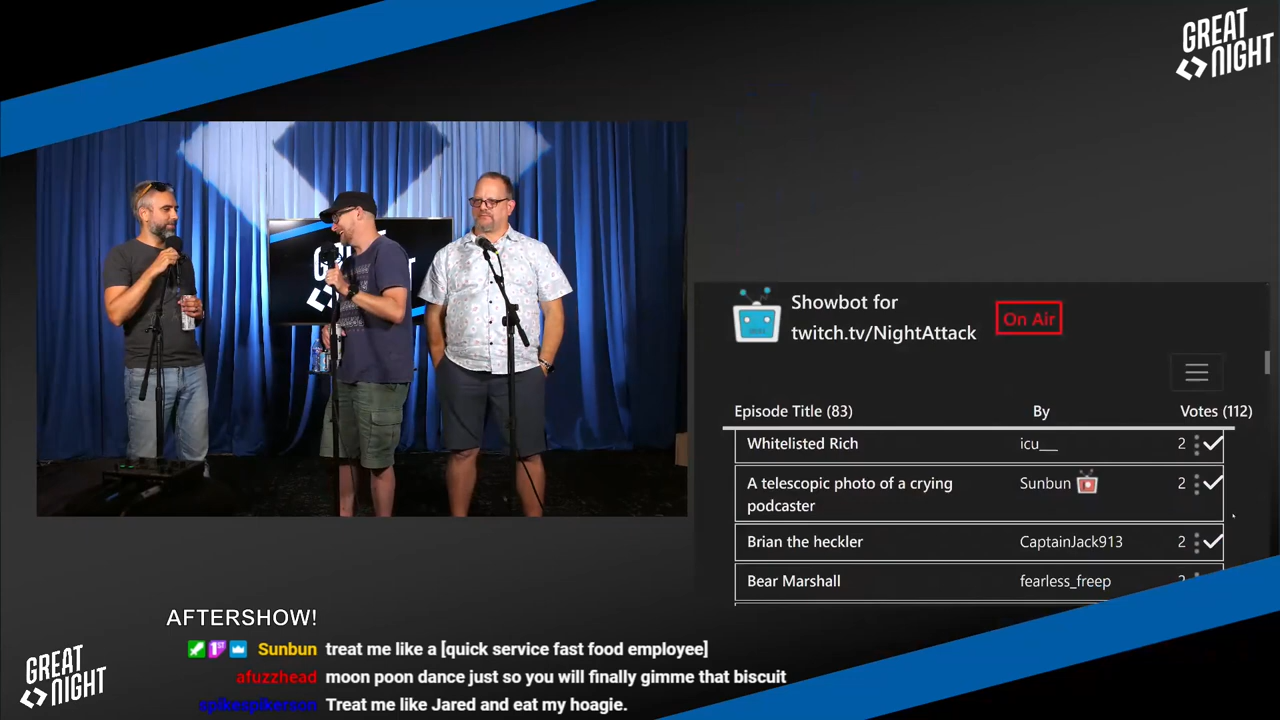 GREAT
NIGHT
Showbot for
twitch.tv/NightAttack
On Air
Episode Title (83) By Votes (112)
Whitelisted Rich icu__ 2
A telescopic photo of a crying
podcaster Sunbun 2
Brian the heckler CaptainJack913 2
Bear Marshall fearless_freep 2
AFTERSHOW!
1ST Sunbun treat me like a [quick service fast food employee]
afuzzhead moon poon dance just so you will finally gimme that biscuit
spikespikerson Treat me like Jared and eat my hoagie.
GREAT
NIGHT